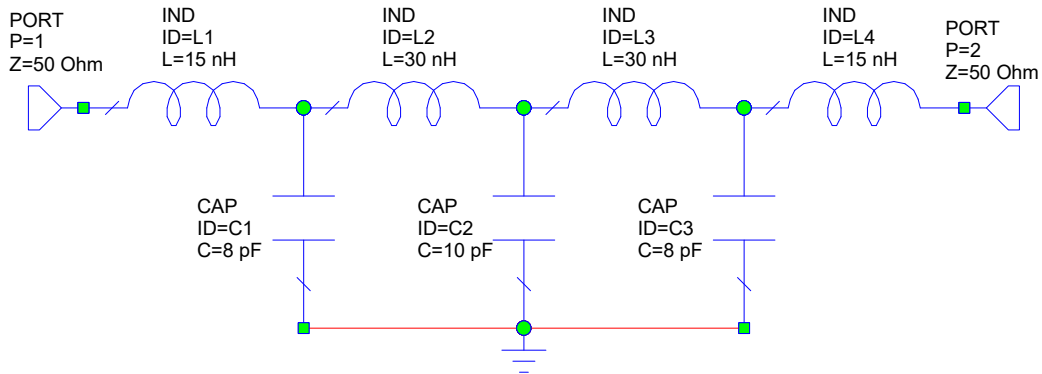 PORT
P=1
Z=50 Ohm
IND
ID=L1
L=15 nH
IND
ID=L2
L=30 nH
IND
ID=L3
L=30 nH
IND
ID=L4
L=15 nH
PORT
P=2
Z=50 Ohm
CAP
ID=C1
C=8 pF
CAP
ID=C2
C=10 pF
CAP
ID=C3
C=8 pF